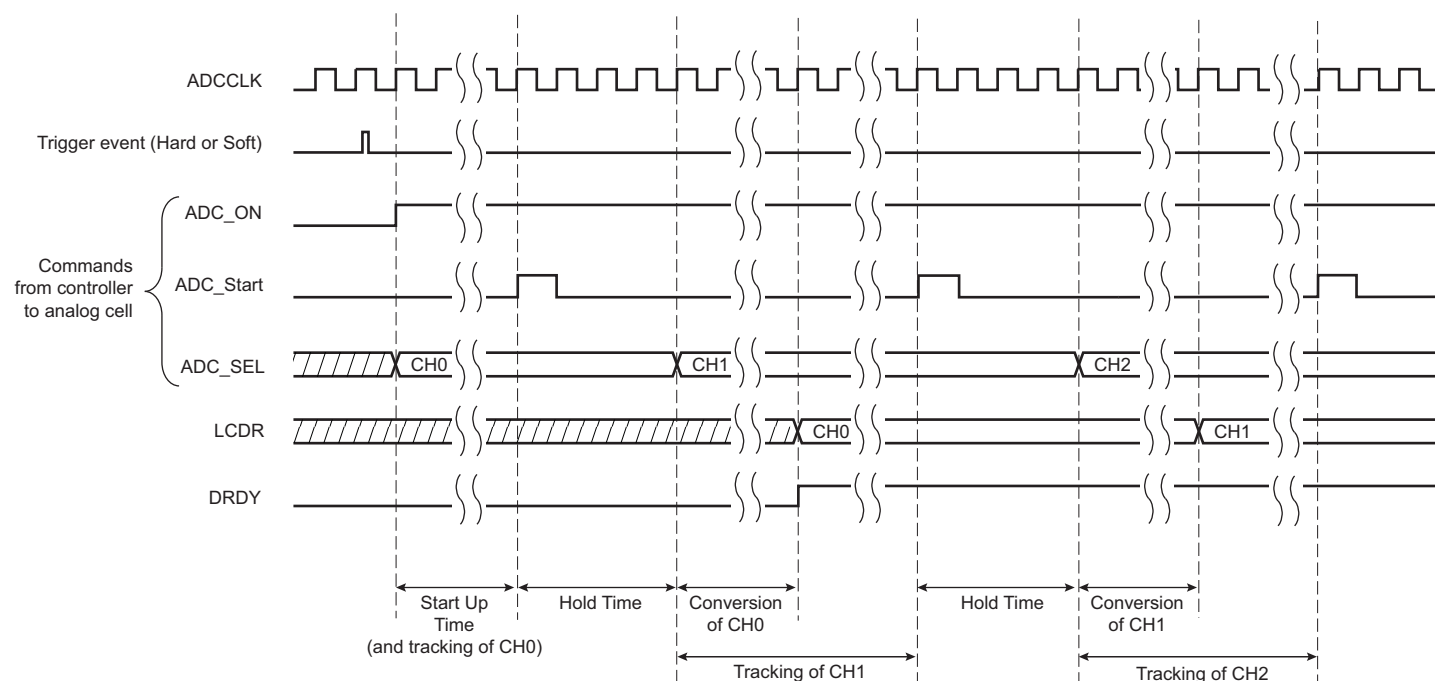 ADCCLK
Trigger event (Hard or Soft)
ADC_ON
Commands
from controller
to analog cell
ADC_Start
ADC_SEL
CH0
CH1
CH2
LCDR
CH0
CH1
DRDY
Start Up
Time
(and tracking of CH0)
Hold Time
Conversion
of CH0
Hold Time
Conversion
of CH1
Tracking of CH1
Tracking of CH2